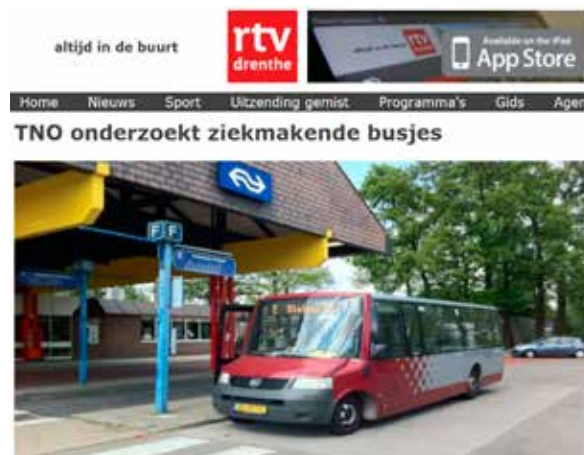 altijd in de buurt
rtv
drenthe
Available on the iPad
App Store
Home Nieuws Sport Uitzending gemist Programma's Gids Agen
TNO onderzoekt ziekmakende busjes
F F